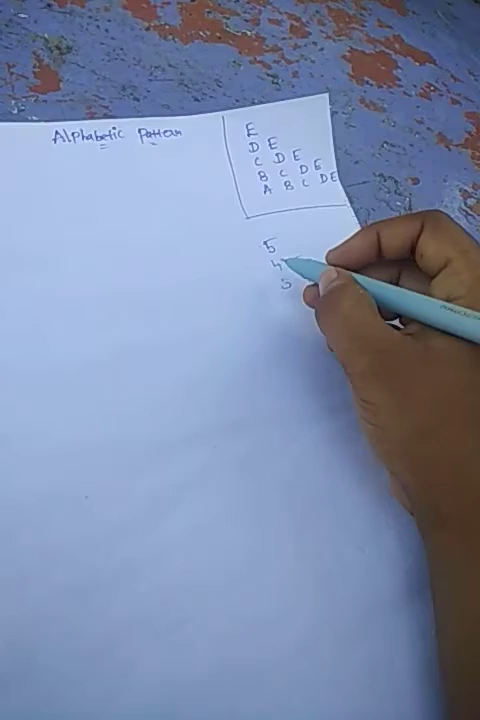 Alphabetic Pattern
E
D E
C D E
B C D E
A B C D E
5
4
3